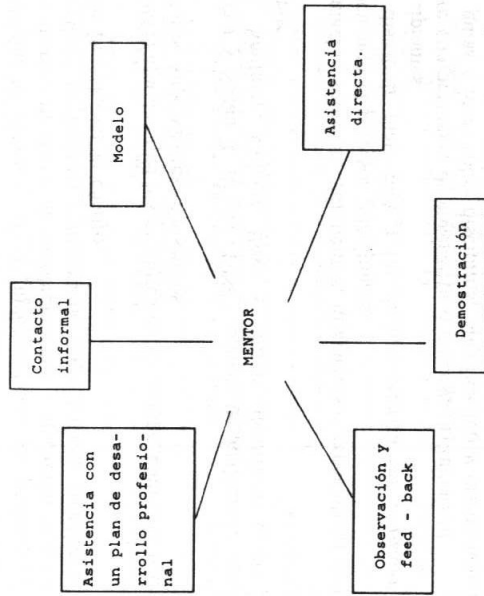 Contacto
informal
Modelo
Asistencia con
un plan de desa-
rrollo profesio-
nal
MENTOR
Asistencia
directa.
Observación y
feed - back
Demostración